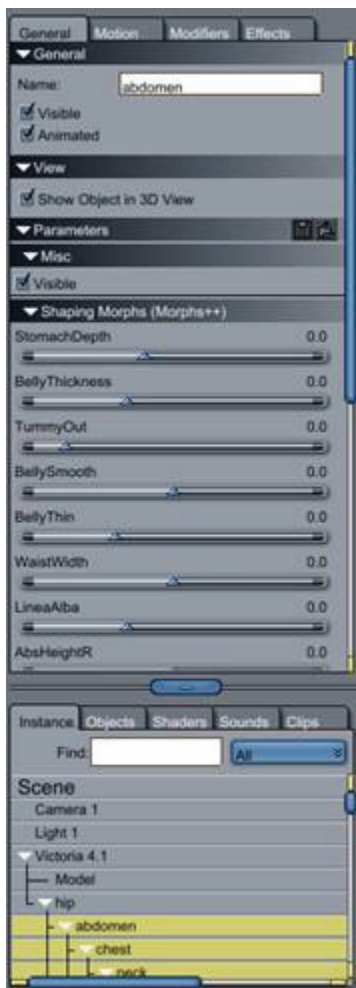 General Motion Modifiers Effects
General
Name: abdomen
Visible
Animated
View
Show Object in 3D View
Parameters
Misc
Visible
Shaping Morphs (Morphs++)
StomachDepth 0.0
BellyThickness 0.0
TummyOut 0.0
BellySmooth 0.0
BellyThin 0.0
WaistWidth 0.0
LineaAlba 0.0
AbsHeightR 0.0
Instance Objects Shaders Sounds Clips
Find: All
Scene
Camera 1
Light 1
Victoria 4.1
Model
hip
abdomen
chest
neck